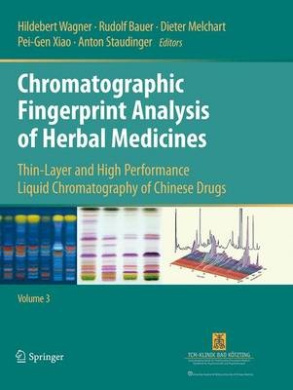 Hildebert Wagner · Rudolf Bauer · Dieter Melchart
Pei-Gen Xiao · Anton Staudinger Editors
Chromatographic
Fingerprint Analysis
of Herbal Medicines
Thin-Layer and High Performance
Liquid Chromatography of Chinese Drugs
Volume 3
Springer
TCM-KLINIK BAD KÖTZTING